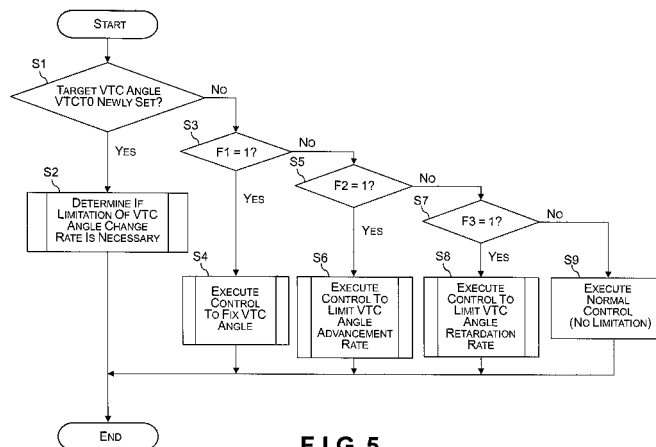 START
S1
TARGET VTC ANGLE
VTCT0 NEWLY SET?
NO
YES
S2
DETERMINE IF
LIMITATION OF VTC
ANGLE CHANGE
RATE IS NECESSARY
S3
F1 = 1?
NO
YES
S4
EXECUTE
CONTROL
TO FIX VTC
ANGLE
S5
F2 = 1?
NO
YES
S6
EXECUTE
CONTROL TO
LIMIT VTC
ANGLE
ADVANCEMENT
RATE
S7
F3 = 1?
NO
YES
S8
EXECUTE
CONTROL TO
LIMIT VTC
ANGLE
RETARDATION
RATE
S9
EXECUTE
NORMAL
CONTROL
(NO LIMITATION)
END
FIG.5